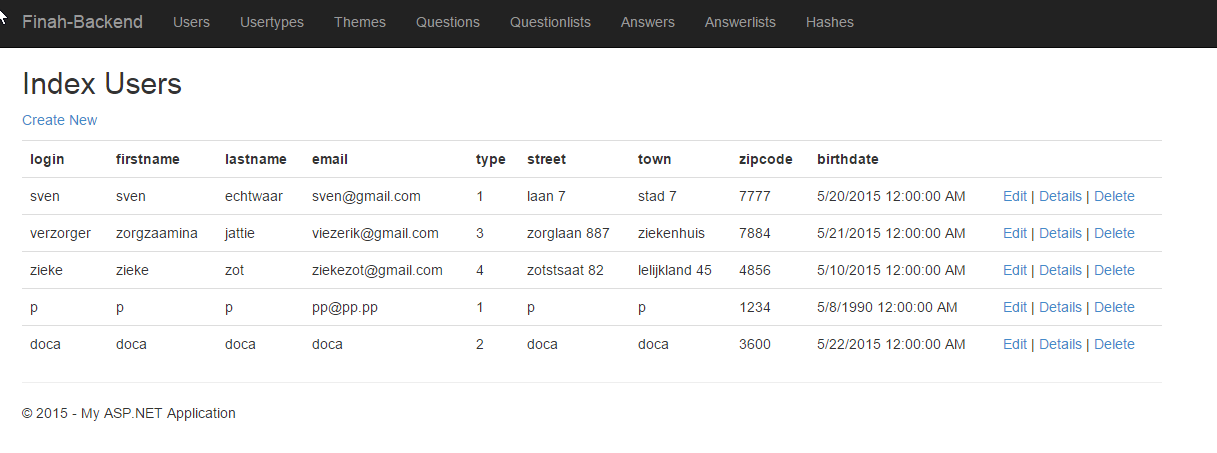 Finah-Backend Users Usertypes Themes Questions Questionlists Answers Answerlists Hashes
Index Users
Create New
login firstname lastname email type street town zipcode birthdate
sven sven echtwaar sven@gmail.com 1 laan 7 stad 7 7777 5/20/2015 12:00:00 AM Edit | Details | Delete
verzorger zorgzaamina jattie viezerik@gmail.com 3 zorglaan 887 ziekenhuis 7884 5/21/2015 12:00:00 AM Edit | Details | Delete
zieke zieke zot ziekezot@gmail.com 4 zotstsaat 82 lelijkland 45 4856 5/10/2015 12:00:00 AM Edit | Details | Delete
p p p pp@pp.pp 1 p p 1234 5/8/1990 12:00:00 AM Edit | Details | Delete
doca doca doca doca 2 doca doca 3600 5/22/2015 12:00:00 AM Edit | Details | Delete
© 2015 - My ASP.NET Application